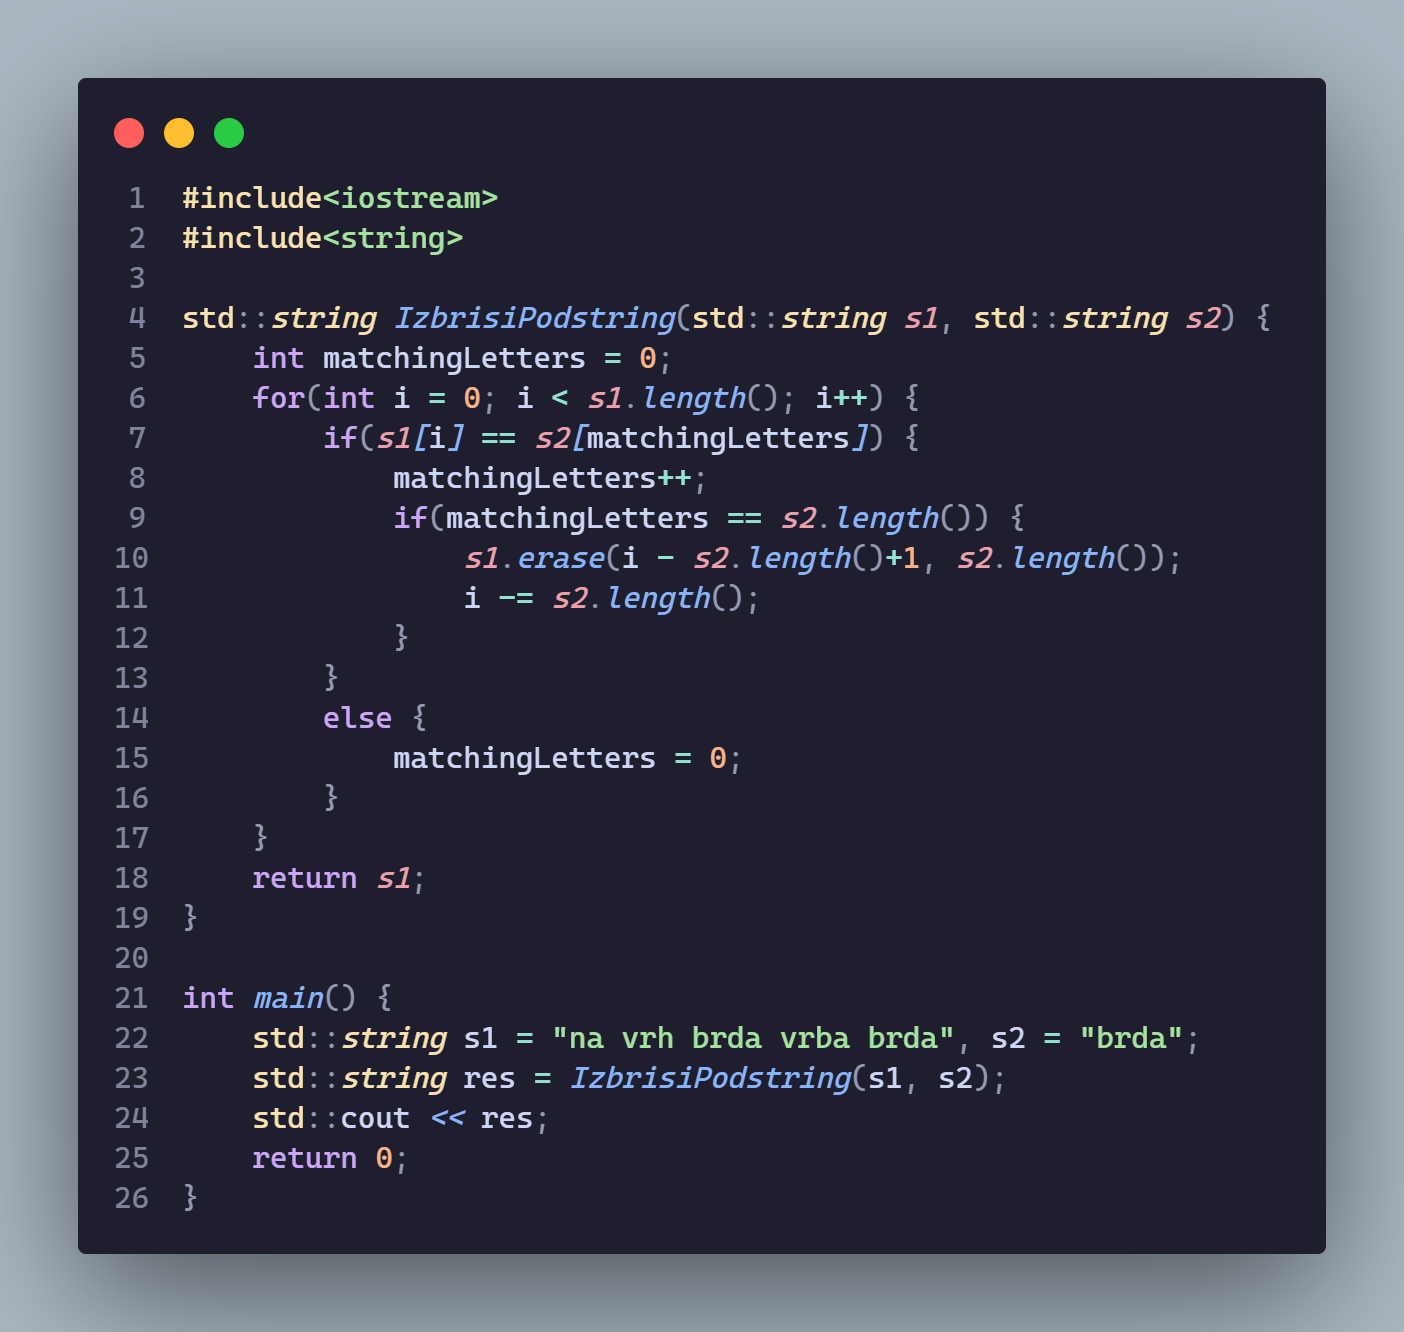 1 #include<iostream>
2 #include<string>
3
4 std::string IzbrisiPodstring(std::string s1, std::string s2) {
5     int matchingLetters = 0;
6     for(int i = 0; i < s1.length(); i++) {
7         if(s1[i] == s2[matchingLetters]) {
8             matchingLetters++;
9             if(matchingLetters == s2.length()) {
10                 s1.erase(i - s2.length()+1, s2.length());
11                 i -= s2.length();
12             }
13         }
14         else {
15             matchingLetters = 0;
16         }
17     }
18     return s1;
19 }
20
21 int main() {
22     std::string s1 = "na vrh brda vrba brda", s2 = "brda";
23     std::string res = IzbrisiPodstring(s1, s2);
24     std::cout << res;
25     return 0;
26 }